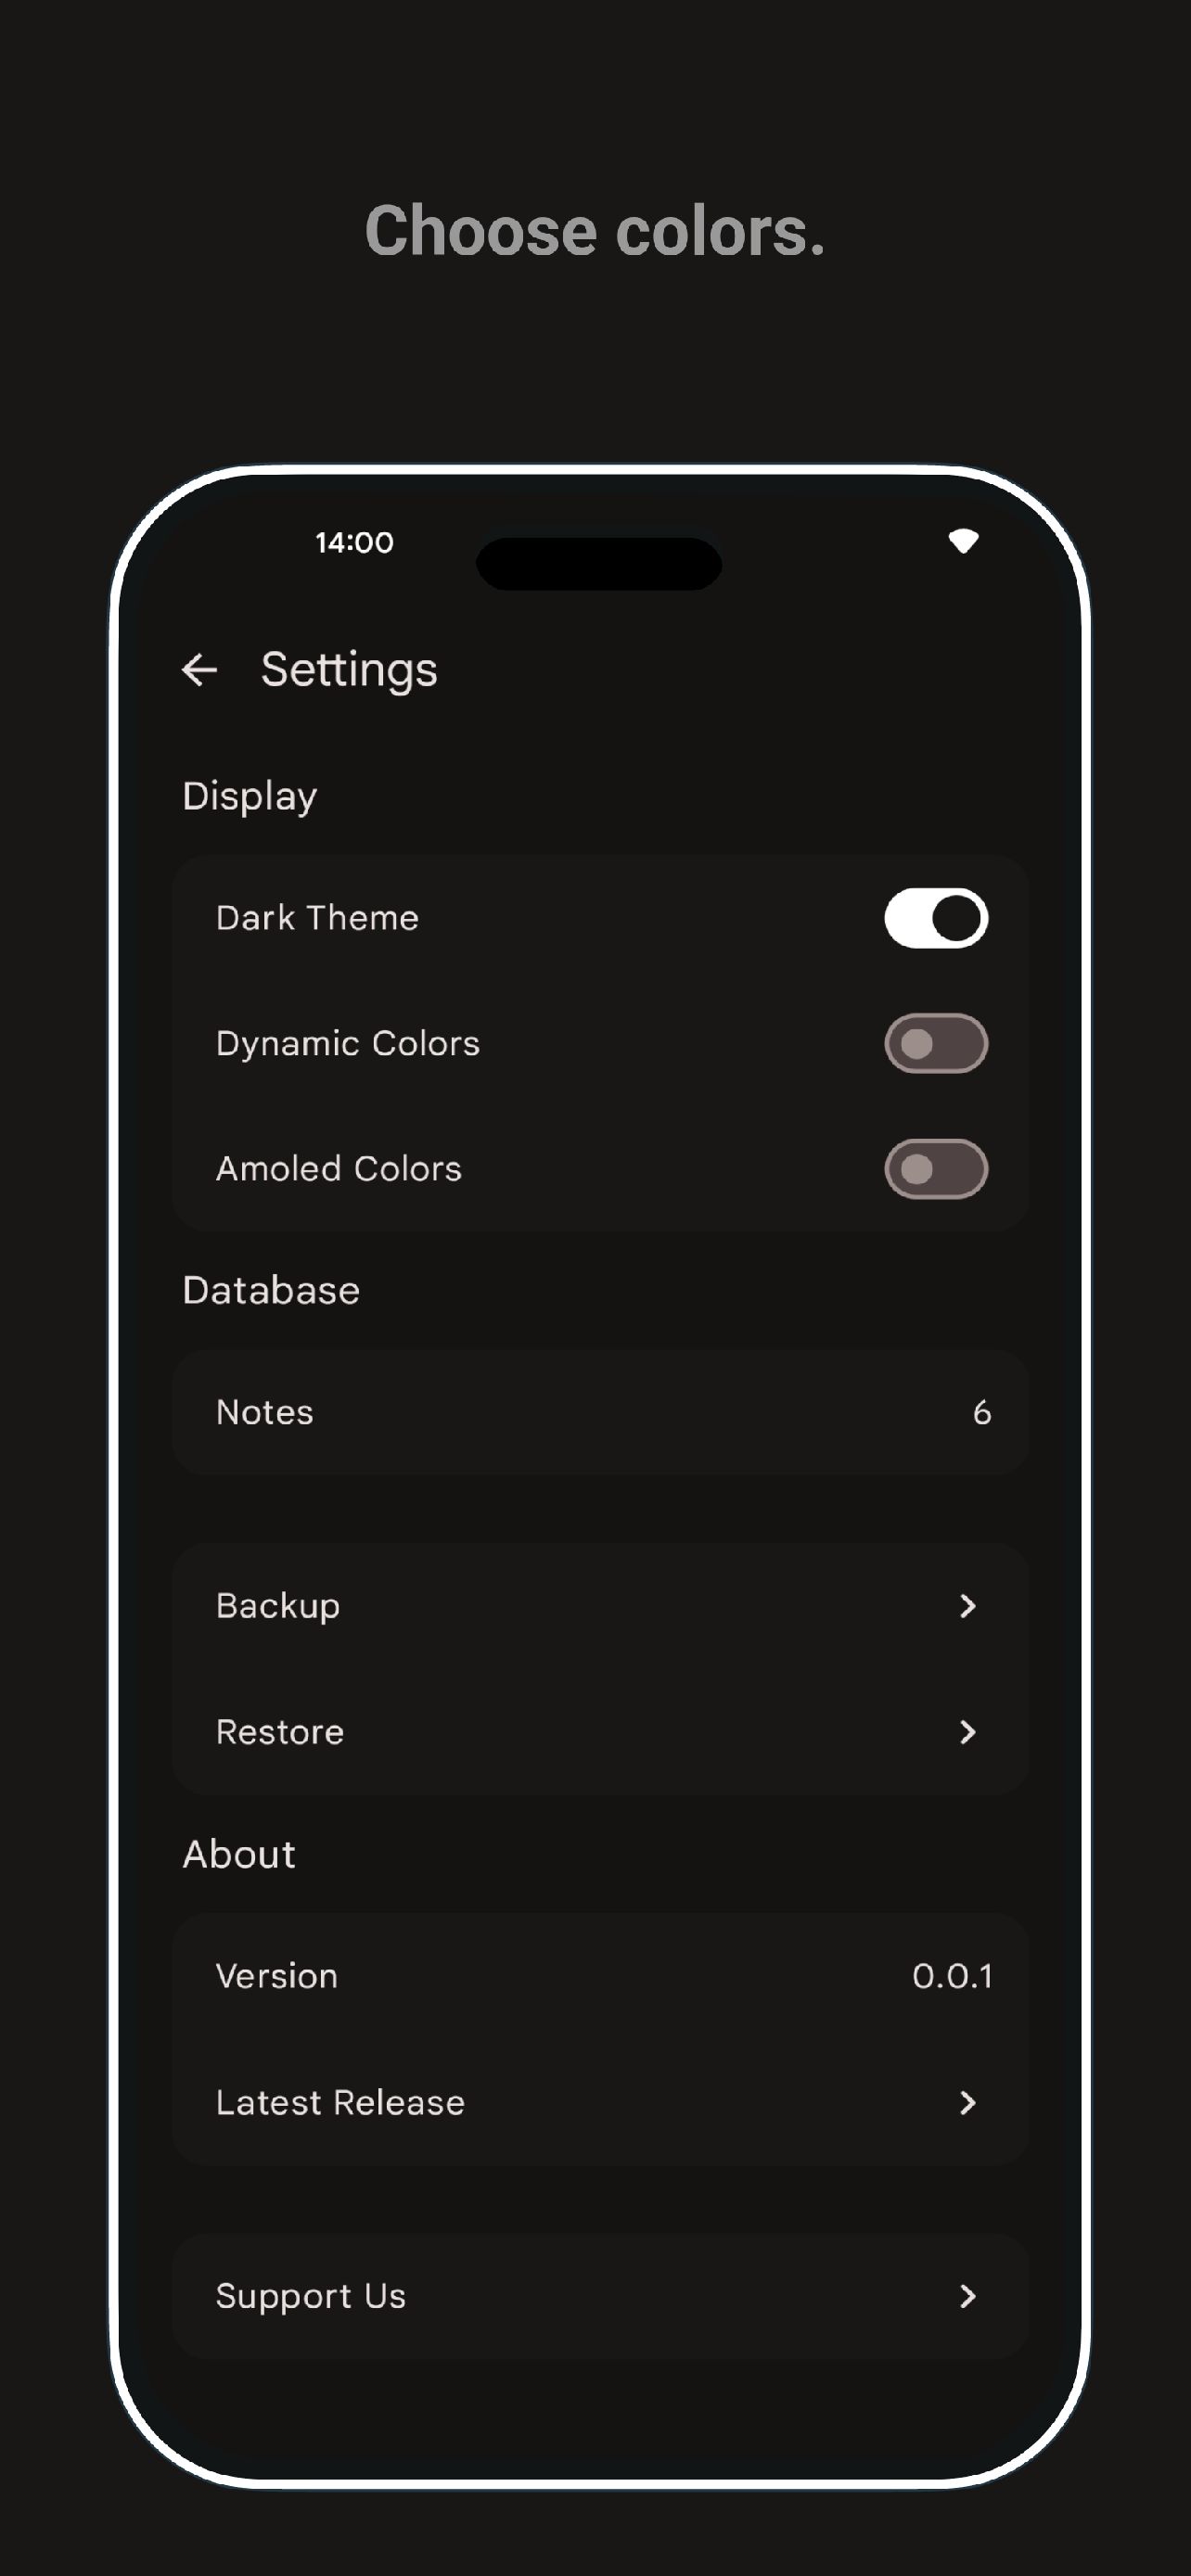 Choose colors.
14:00
Settings
Display
Dark Theme
Dynamic Colors
Amoled Colors
Database
Notes 6
Backup
Restore
About
Version 0.0.1
Latest Release
Support Us